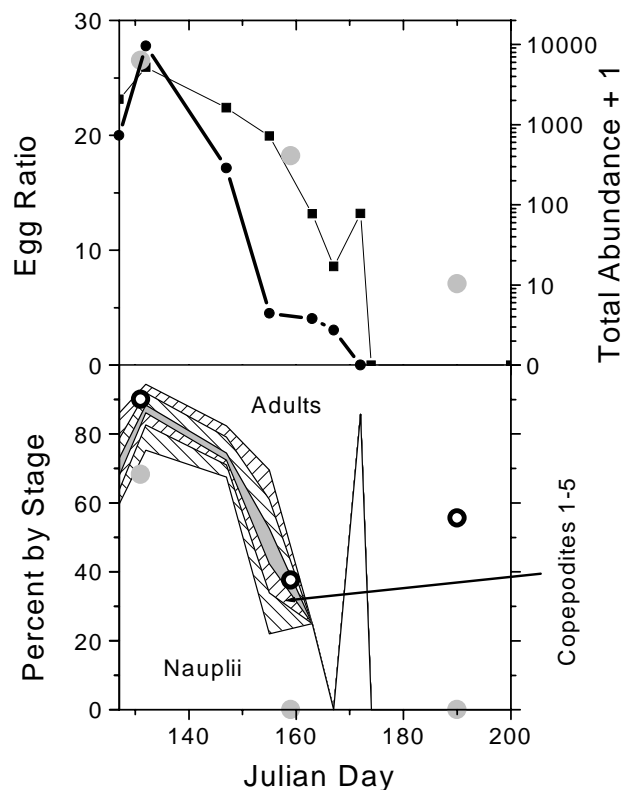 30
20
10
0
Egg Ratio
10000
1000
100
10
0
Total Abundance + 1
80
60
40
20
0
Percent by Stage
Adults
Nauplii
Copepodites 1-5
140
160
180
200
Julian Day